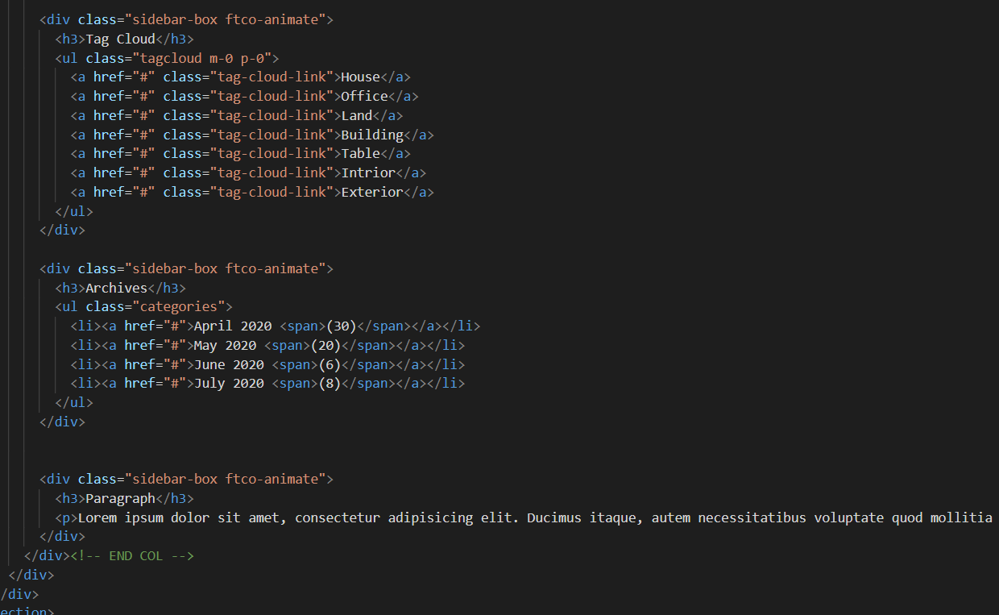 <div class="sidebar-box ftco-animate">
<h3>Tag Cloud</h3>
<ul class="tagcloud m-0 p-0">
<a href="#" class="tag-cloud-link">House</a>
<a href="#" class="tag-cloud-link">Office</a>
<a href="#" class="tag-cloud-link">Land</a>
<a href="#" class="tag-cloud-link">Building</a>
<a href="#" class="tag-cloud-link">Table</a>
<a href="#" class="tag-cloud-link">Intrior</a>
<a href="#" class="tag-cloud-link">Exterior</a>
</ul>
</div>
<div class="sidebar-box ftco-animate">
<h3>Archives</h3>
<ul class="categories">
<li><a href="#">April 2020 <span>(30)</span></a></li>
<li><a href="#">May 2020 <span>(20)</span></a></li>
<li><a href="#">June 2020 <span>(6)</span></a></li>
<li><a href="#">July 2020 <span>(8)</span></a></li>
</ul>
</div>
<div class="sidebar-box ftco-animate">
<h3>Paragraph</h3>
<p>Lorem ipsum dolor sit amet, consectetur adipisicing elit. Ducimus itaque, autem necessitatibus voluptate quod mollitia
</div>
</div><!-- END COL -->
</div>
/div>
ection>